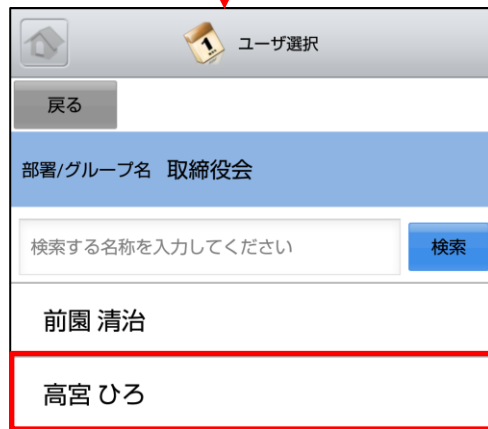 1
ユーザ選択
戻る
部署/グループ名 取締役会
検索する名称を入力してください 検索
前園 清治
高宮 ひろ